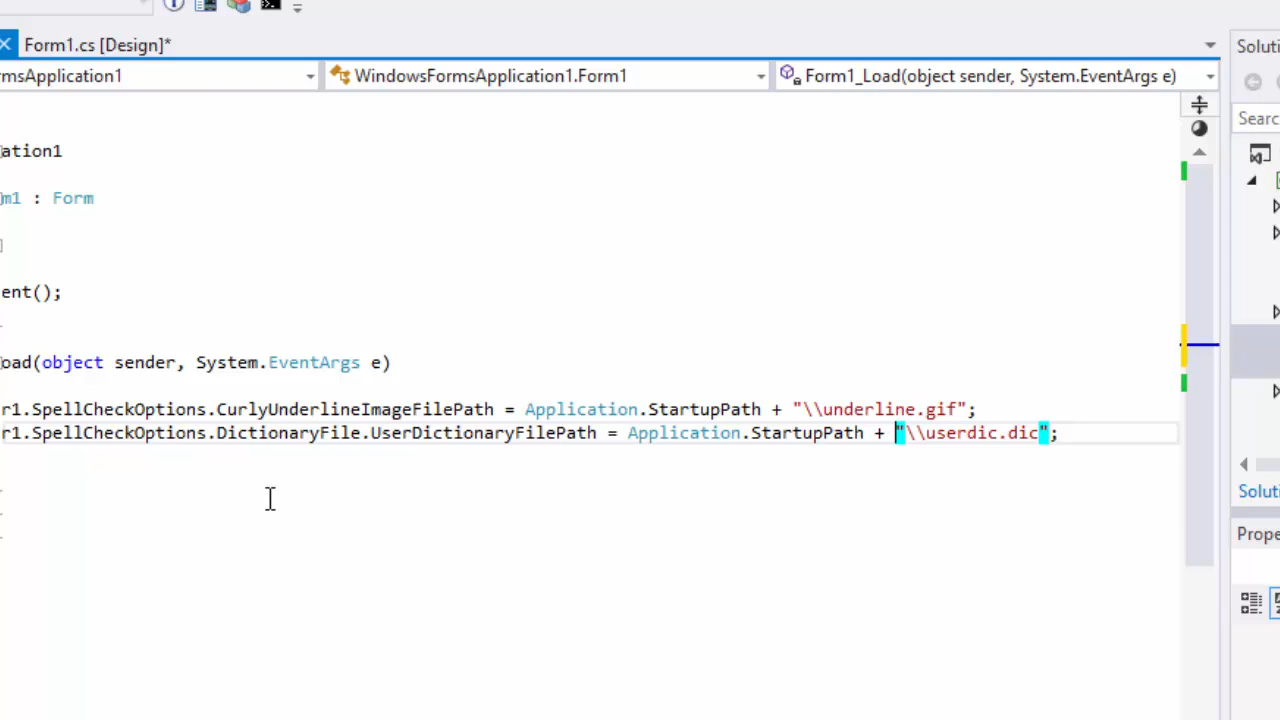 Form1.cs [Design]*
Soluti
rmsApplication1
WindowsFormsApplication1.Form1
Form1_Load(object sender, System.EventArgs e)
Searc
ation1
m1 : Form
ent();
oad(object sender, System.EventArgs e)
r1.SpellCheckOptions.CurlyUnderlineImageFilePath = Application.StartupPath + "\\underline.gif";
r1.SpellCheckOptions.DictionaryFile.UserDictionaryFilePath = Application.StartupPath + "\\userdic.dic";
Soluti
Prope